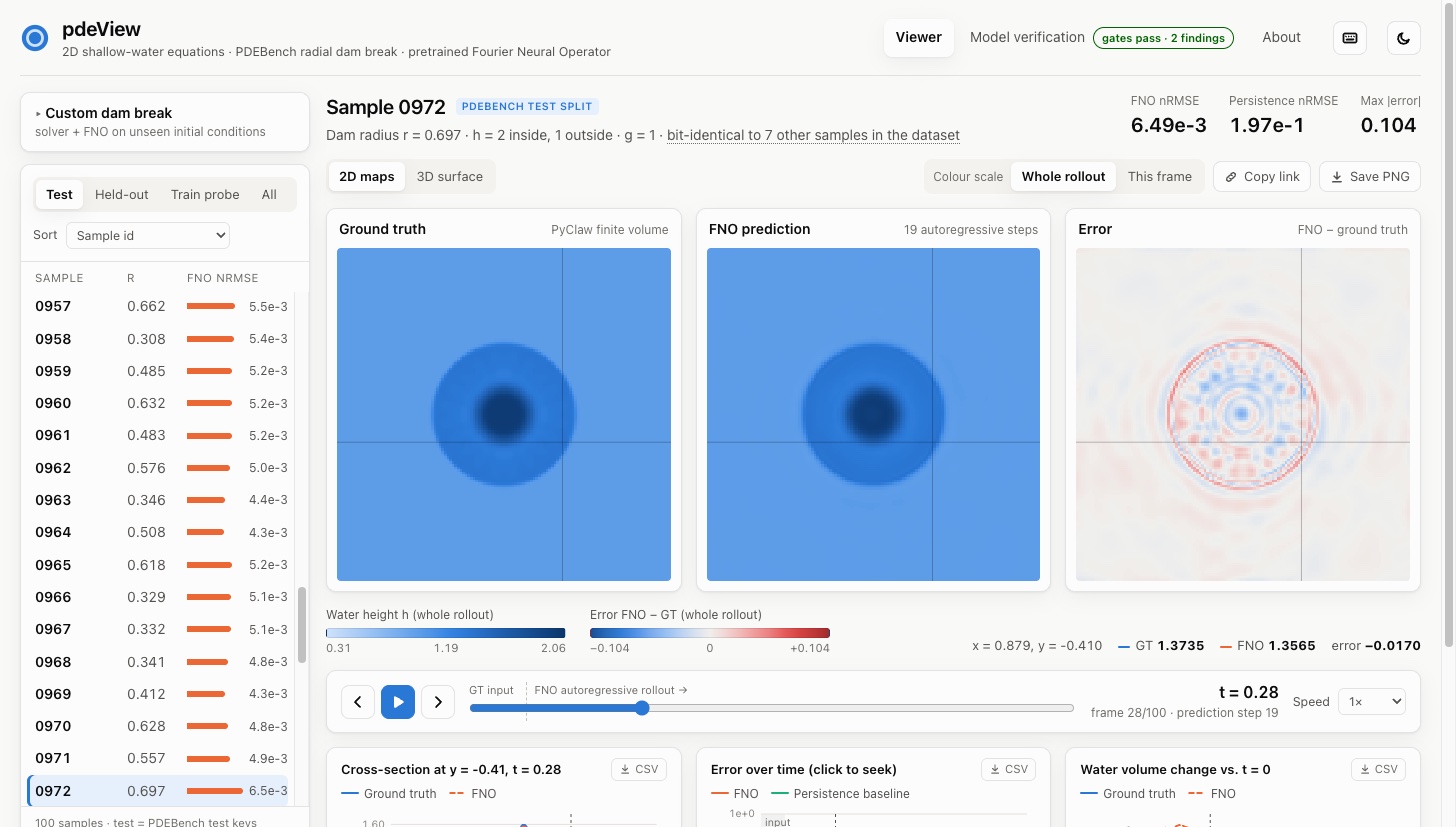 pdeView
2D shallow-water equations · PDEBench radial dam break · pretrained Fourier Neural Operator
Viewer
Model verification
gates pass · 2 findings
About
Custom dam break
solver + FNO on unseen initial conditions
Test Held-out Train probe All
Sort Sample id
SAMPLE R FNO NRMSE
0957 0.662 5.5e-3
0958 0.308 5.4e-3
0959 0.485 5.2e-3
0960 0.632 5.2e-3
0961 0.483 5.2e-3
0962 0.576 5.0e-3
0963 0.346 4.4e-3
0964 0.508 4.3e-3
0965 0.618 5.2e-3
0966 0.329 5.1e-3
0967 0.332 5.1e-3
0968 0.341 4.8e-3
0969 0.412 4.3e-3
0970 0.628 4.8e-3
0971 0.557 4.9e-3
0972 0.697 6.5e-3
100 samples · test = PDEBench test keys
Sample 0972 PDEBENCH TEST SPLIT
Dam radius r = 0.697 · h = 2 inside, 1 outside · g = 1 · bit-identical to 7 other samples in the dataset
FNO nRMSE Persistence nRMSE Max |error|
6.49e-3 1.97e-1 0.104
2D maps 3D surface
Colour scale Whole rollout This frame
Copy link
Save PNG
Ground truth PyClaw finite volume
FNO prediction 19 autoregressive steps
Error FNO − ground truth
Water height h (whole rollout)
0.31 1.19 2.06
Error FNO − GT (whole rollout)
−0.104 0 +0.104
x = 0.879, y = -0.410 GT 1.3735 FNO 1.3565 error −0.0170
GT input FNO autoregressive rollout →
t = 0.28
frame 28/100 · prediction step 19
Speed 1×
Cross-section at y = -0.41, t = 0.28 CSV
Ground truth FNO
1.60
Error over time (click to seek) CSV
FNO Persistence baseline
1e+0
input
Water volume change vs. t = 0 CSV
Ground truth FNO